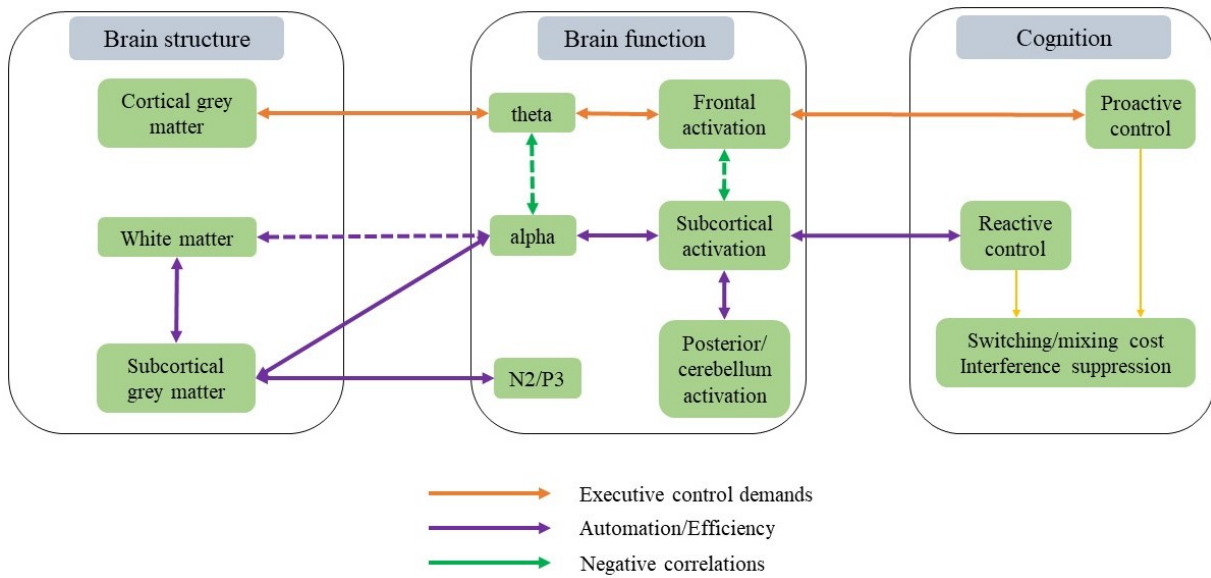 Brain structure
Brain function
Cognition
Cortical grey
matter
theta
Frontal
activation
Proactive
control
White matter
alpha
Subcortical
activation
Reactive
control
Subcortical
grey matter
N2/P3
Posterior/
cerebellum
activation
Switching/mixing cost
Interference suppression
Executive control demands
Automation/Efficiency
Negative correlations